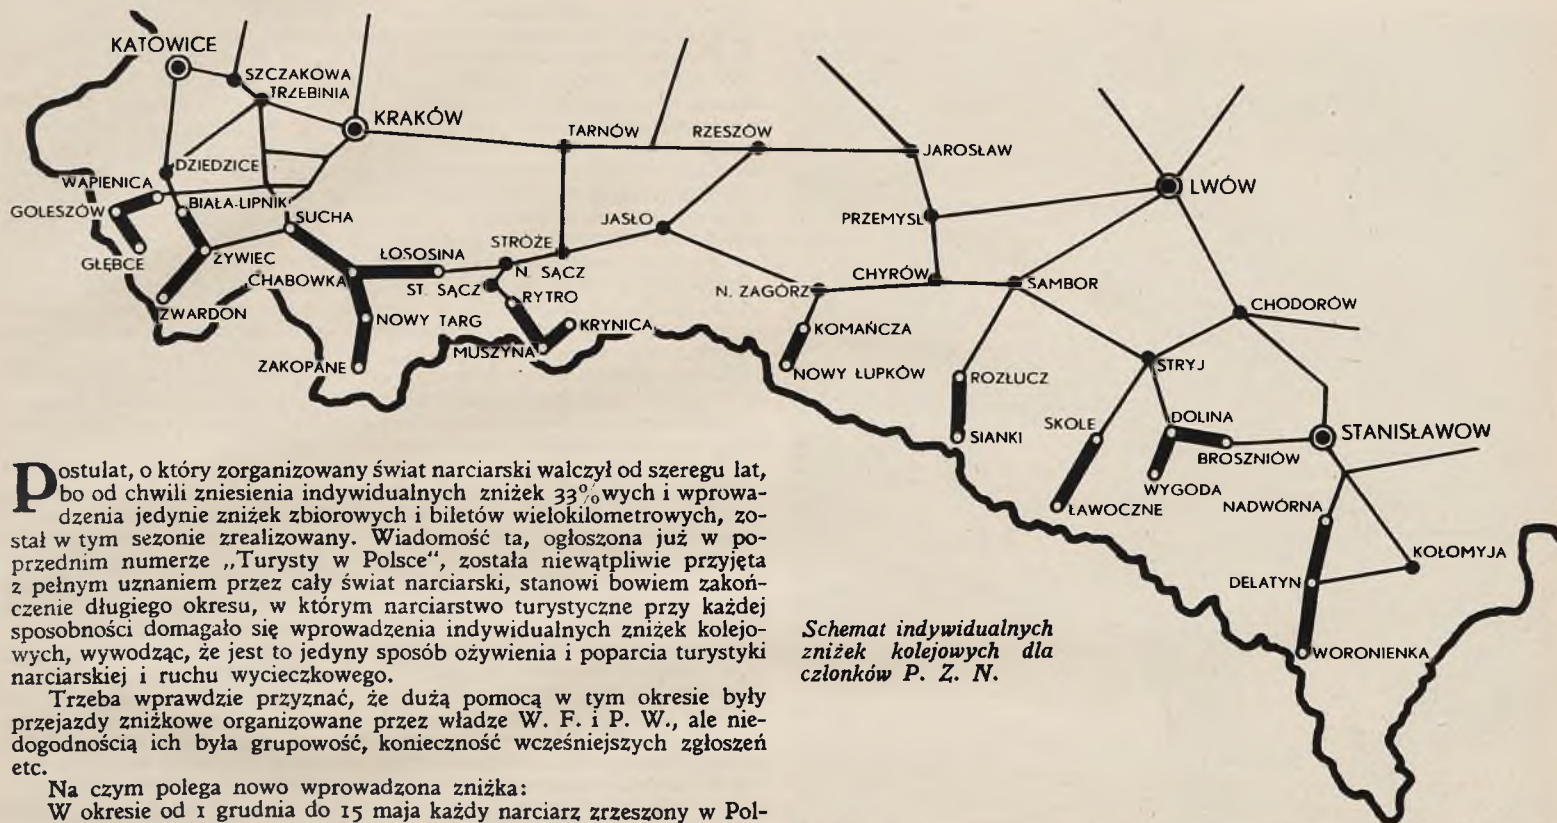 KATOWICE
SZCZAKOWA
TRZEBINIA
KRAKÓW
TARNÓW
RZESZÓW
JAROSŁAW
LWÓW
DZIEDZICE
WAPIENICA
GOLESZÓW
BIAŁA-LIPNIK
SUCHA
GŁĘBCE
ŻYWIEC
CHABOWKA
ŁOSOSINA
STRÓŻE
JASŁO
PRZEMYSL
CHYRÓW
N. SĄCZ
ST. SĄCZ
RYTRO
N. ZAGÓRZ
SAMBOR
CHODORÓW
ZWARDON
NOWY TARG
KRYNICA
MUSZYNA
ZAKOPANE
KOMAŃCZA
NOWY ŁUPKÓW
ROZŁUCZ
STRYJ
SIANKI
SKOLE
DOLINA
BROSZNIÓW
STANISŁAWOW
WYGODA
ŁAWOCZNE
NADWÓRNA
KOŁOMYJA
DELATYN
WORONIENKA
Postulat, o który zorganizowany świat narciarski walczył od szeregu lat,
bo od chwili zniesienia indywidualnych zniżek 33%wych i wprowa-
dzenia jedynie zniżek zbiorowych i biletów wielokilometrowych, zo-
stał w tym sezonie zrealizowany. Wiadomość ta, ogłoszona już w po-
przednim numerze „Turysty w Polsce“, została niewątpliwie przyjęta
z pełnym uznaniem przez cały świat narciarski, stanowi bowiem zakoń-
czenie długiego okresu, w którym narciarstwo turystyczne przy każdej
sposobności domagało się wprowadzenia indywidualnych zniżek kolejo-
wych, wywodząc, że jest to jedyny sposób ożywienia i poparcia turystyki
narciarskiej i ruchu wycieczkowego.
Trzeba wprawdzie przyznać, że dużą pomocą w tym okresie były
przejazdy zniżkowe organizowane przez władze W. F. i P. W., ale nie-
dogodnością ich była grupowość, konieczność wcześniejszych zgłoszeń
etc.
Na czym polega nowo wprowadzona zniżka:
W okresie od 1 grudnia do 15 maja każdy narciarz zrzeszony w Pol-
Schemat indywidualnych
zniżek kolejowych dla
członków P. Z. N.